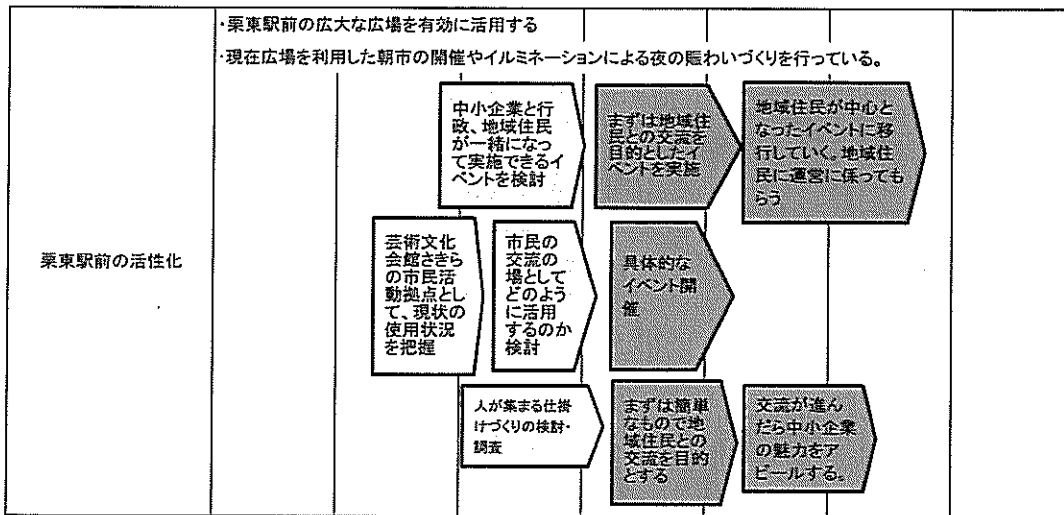 ・栗東駅前の広大な広場を有効に活用する
・現在広場を利用した朝市の開催やイルミネーションによる夜の賑わいづくりを行っている。
中小企業と行
政、地域住民
が一緒になっ
て実施できるイ
ベントを検討
まずは地域住
民との交流を
目的としたイ
ベントを実施
地域住民が中心と
なったイベントに移
行していく。地域住
民に運営に係っても
らう
栗東駅前の活性化
芸術文化
会館さきら
の市民活
動拠点とし
て、現状の
使用状況
を把握
市民の
交流の
場として
どのよう
に活用
するのか
検討
具体的な
イベント開
催
人が集まる仕掛
けづくりの検討・
調査
まずは簡単
なもので地
域住民との
交流を目的
とする
交流が進ん
だら中小企業
の魅力をア
ピールする。